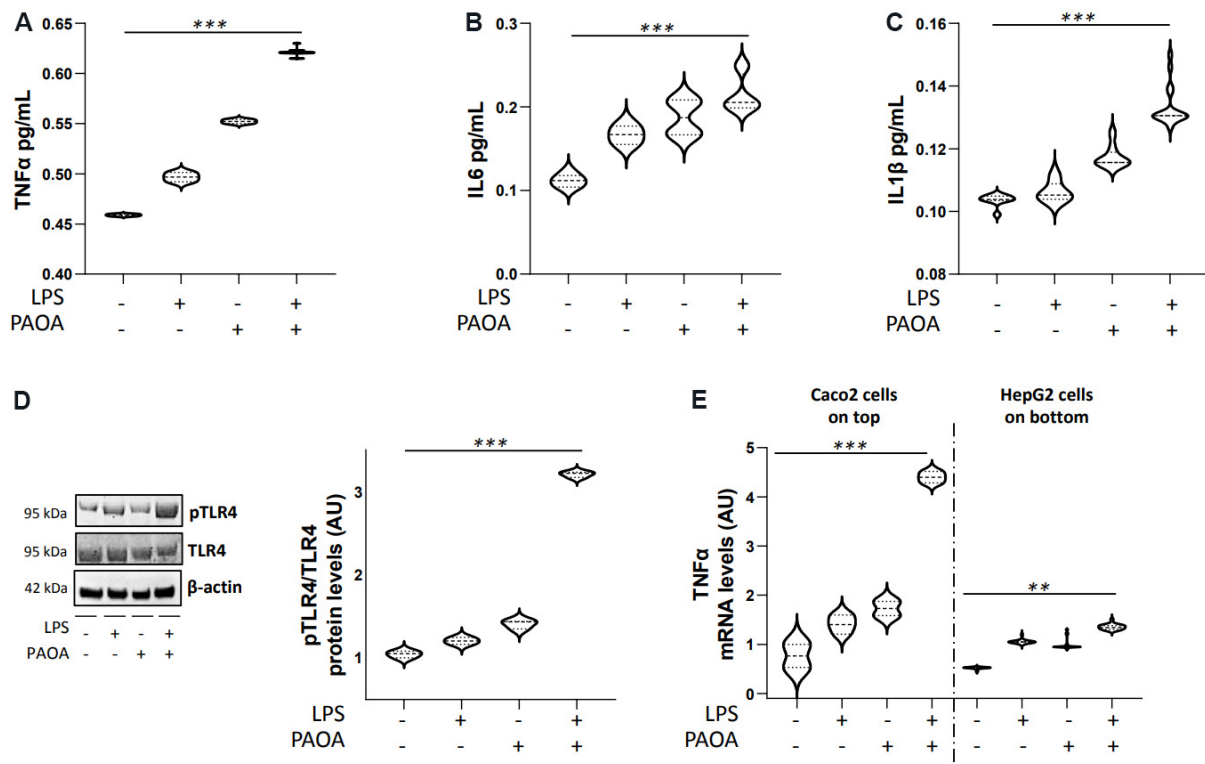 A
TNFα pg/mL
0.65
0.60
0.55
0.50
0.45
0.40
***
LPS - + - +
PAOA - - + +
B
IL6 pg/mL
0.3
0.2
0.1
0.0
***
LPS - + - +
PAOA - - + +
C
IL1β pg/mL
0.16
0.14
0.12
0.10
0.08
***
LPS - + - +
PAOA - - + +
D
95 kDa pTLR4
95 kDa TLR4
42 kDa β-actin
LPS - + - +
PAOA - - + +
pTLR4/TLR4
protein levels (AU)
3
2
1
***
LPS - + - +
PAOA - - + +
E
Caco2 cells
on top
HepG2 cells
on bottom
TNFα
mRNA levels (AU)
5
4
3
2
1
0
***
**
LPS - + - + - + - +
PAOA - - + + - - + +